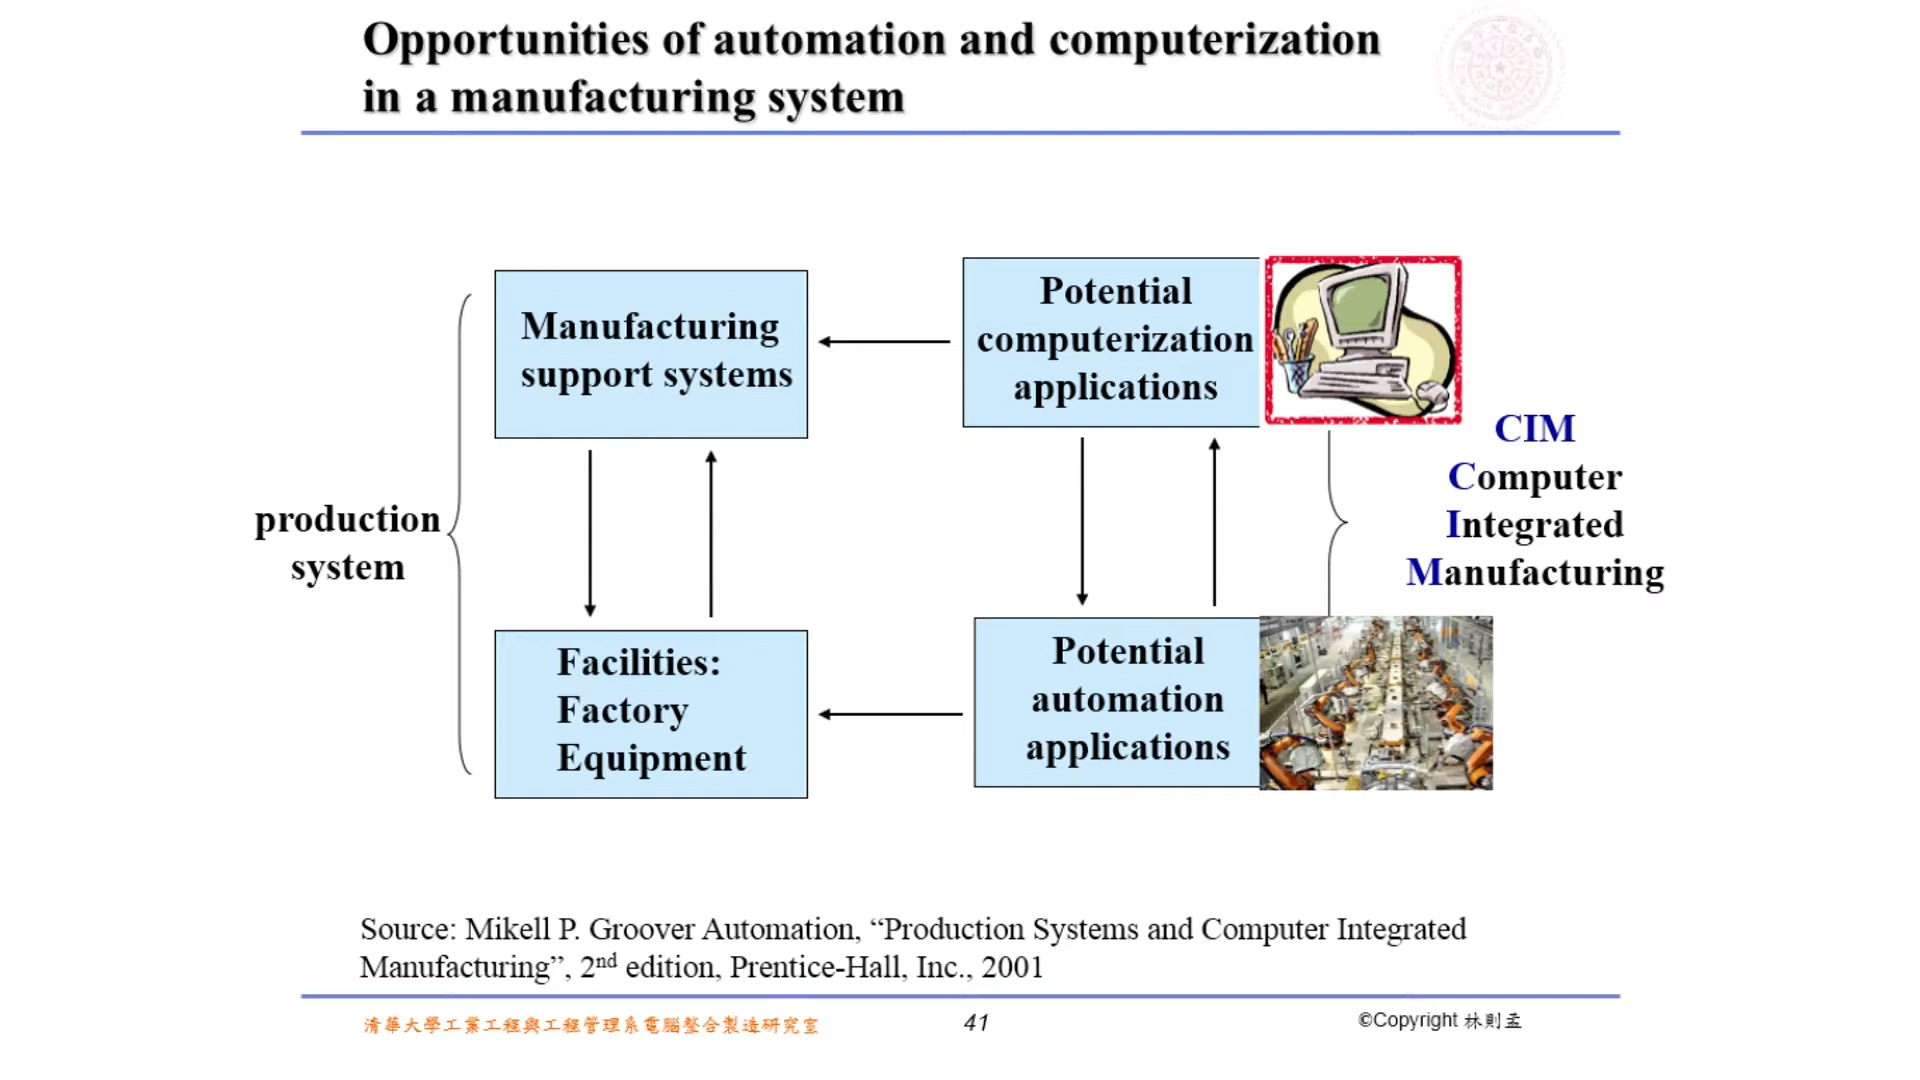 Opportunities of automation and computerization
in a manufacturing system
Manufacturing
support systems
Potential
computerization
applications
CIM
Computer
Integrated
Manufacturing
production
system
Facilities:
Factory
Equipment
Potential
automation
applications
Source: Mikell P. Groover Automation, “Production Systems and Computer Integrated
Manufacturing”, 2nd edition, Prentice-Hall, Inc., 2001
清華大學工業工程與工程管理系電腦整合製造研究室
41
©Copyright 林則孟